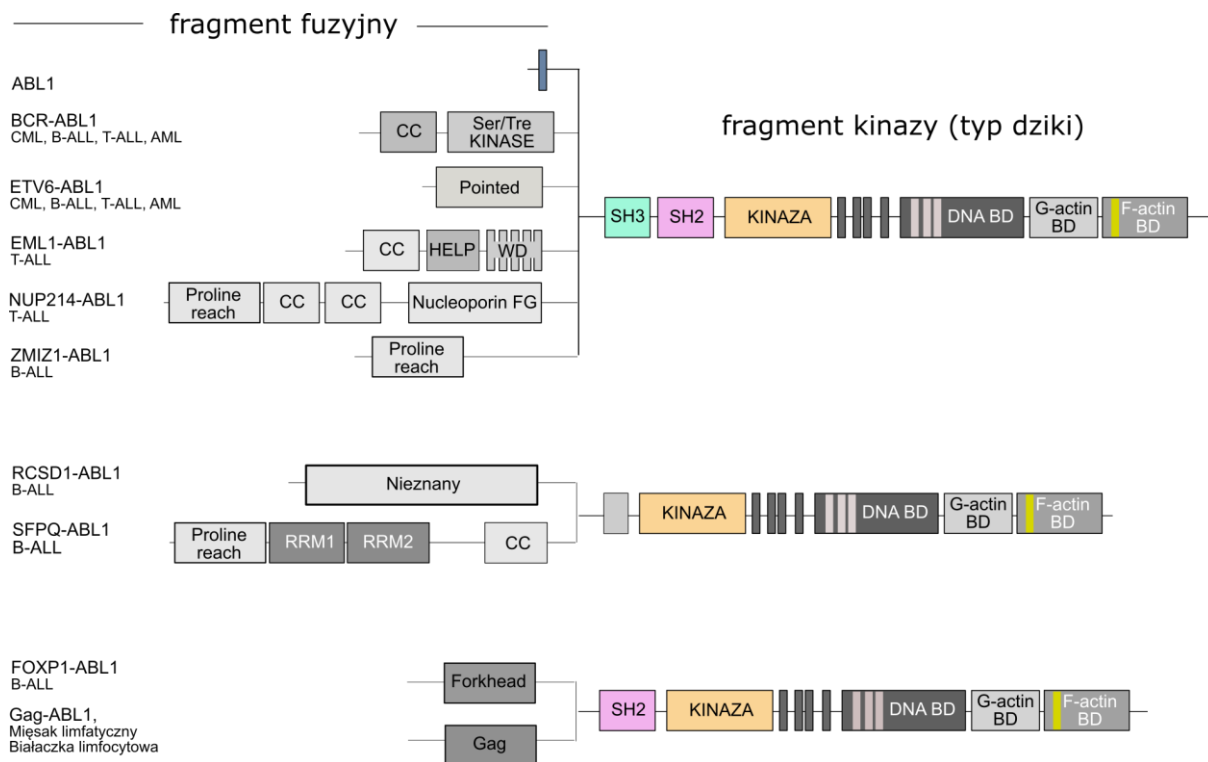 fragment fuzyjny
ABL1
BCR-ABL1
CML, B-ALL, T-ALL, AML
CC
Ser/Tre
KINASE
fragment kinazy (typ dziki)
ETV6-ABL1
CML, B-ALL, T-ALL, AML
Pointed
SH3
SH2
KINAZA
DNA BD
G-actin
BD
F-actin
BD
EML1-ABL1
T-ALL
CC
HELP
WD
NUP214-ABL1
T-ALL
Proline
reach
CC
CC
Nucleoporin FG
ZMIZ1-ABL1
B-ALL
Proline
reach
RCSD1-ABL1
B-ALL
Nieznany
SFPQ-ABL1
B-ALL
Proline
reach
RRM1
RRM2
CC
KINAZA
DNA BD
G-actin
BD
F-actin
BD
FOXP1-ABL1
B-ALL
Forkhead
Gag-ABL1,
Mięsak limfatyczny
Białaczka limfocytowa
Gag
SH2
KINAZA
DNA BD
G-actin
BD
F-actin
BD